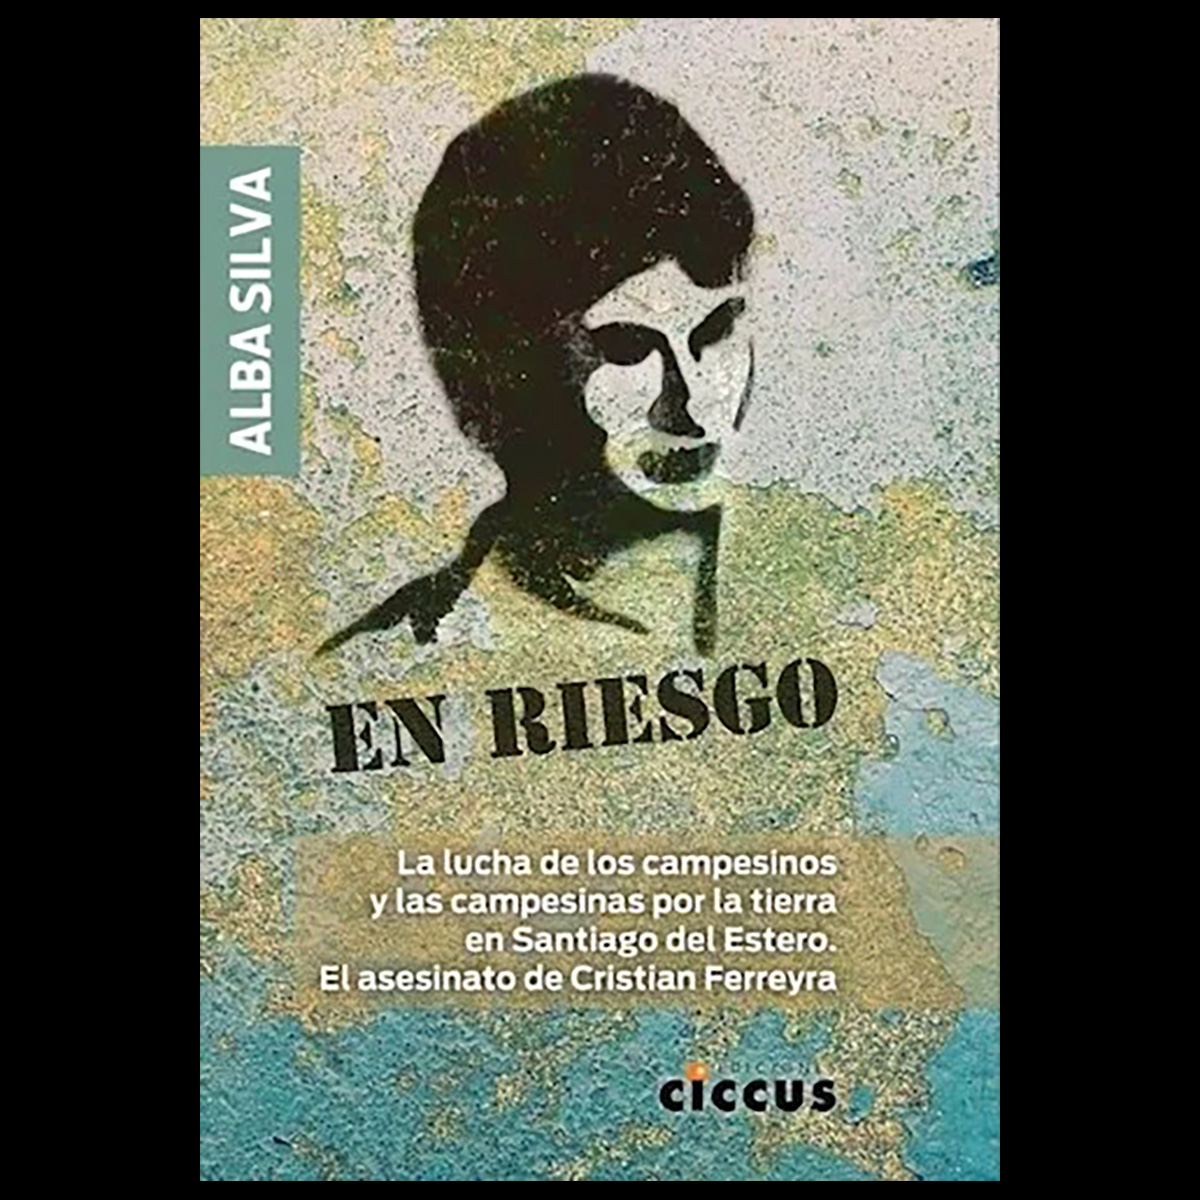 ALBA SILVA
EN RIESGO
La lucha de los campesinos
y las campesinas por la tierra
en Santiago del Estero.
El asesinato de Cristian Ferreyra
ciccus